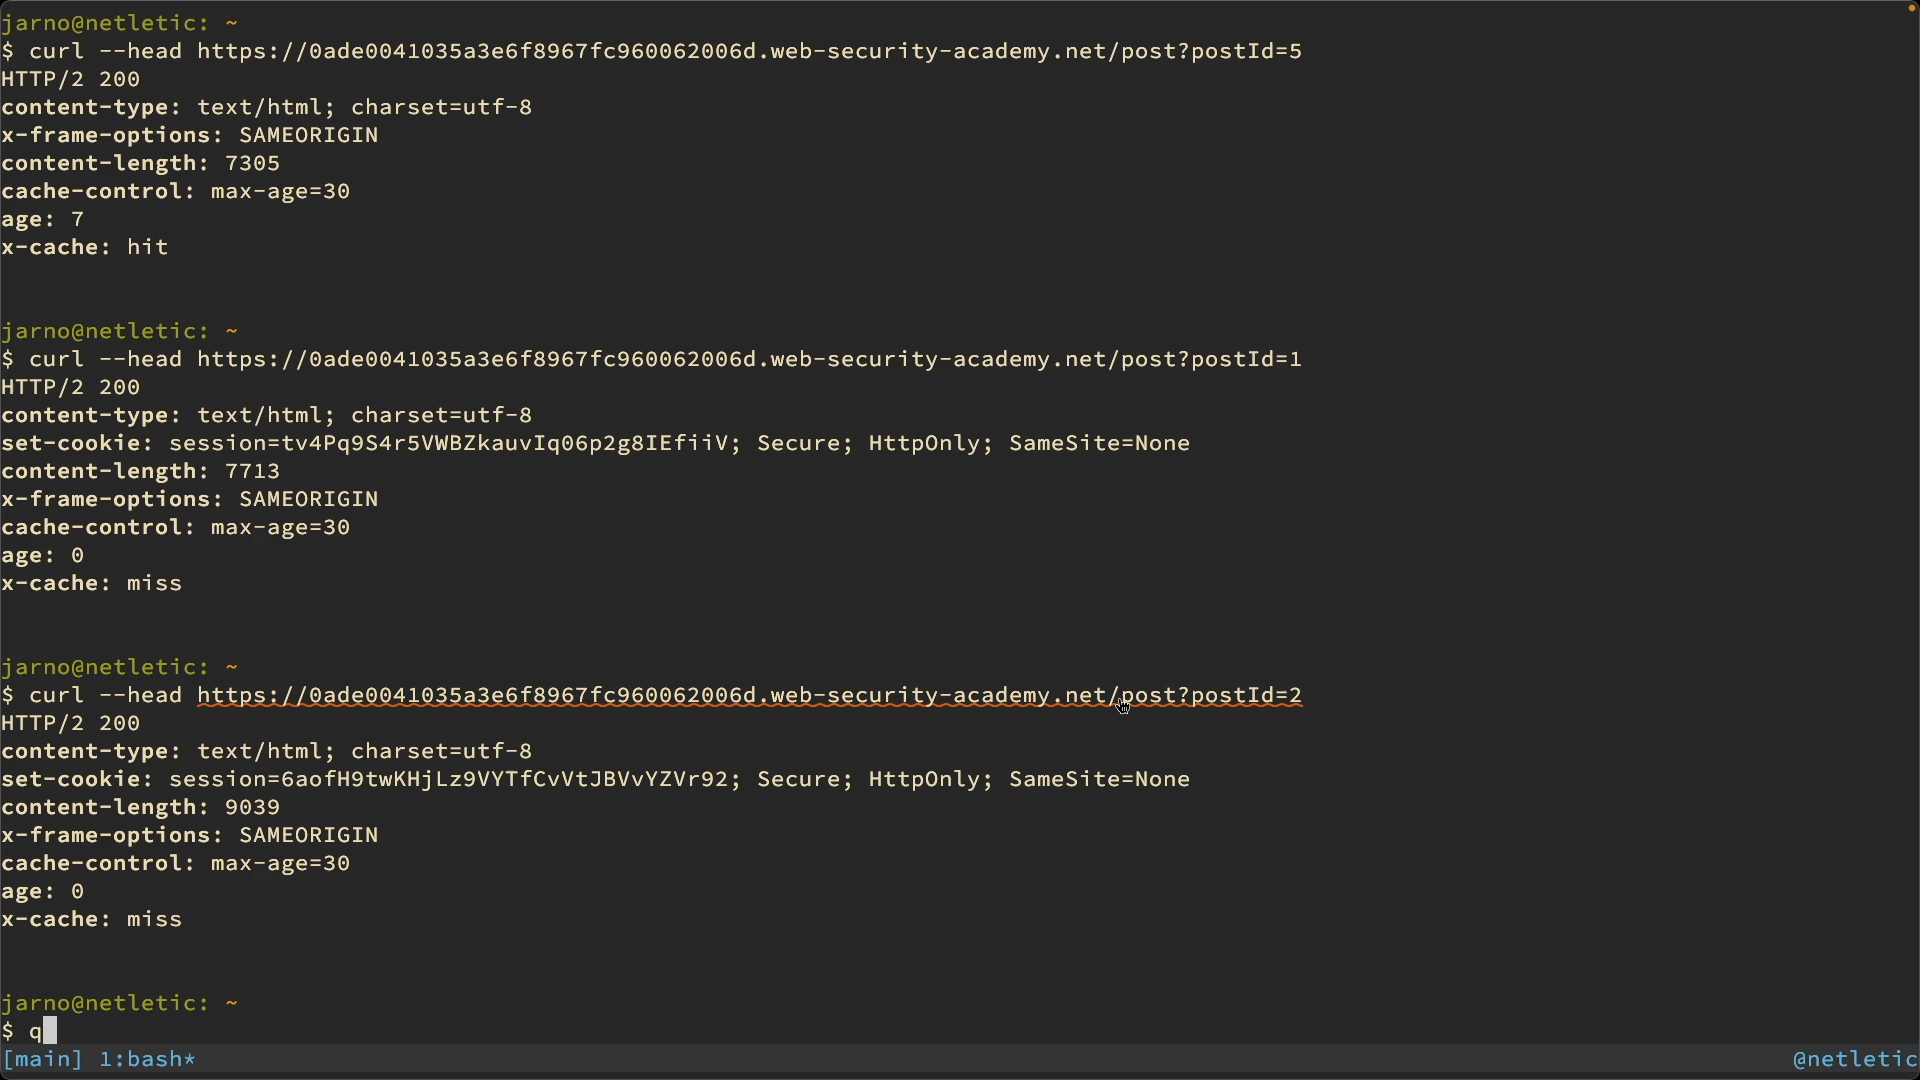 jarno@netletic: ~
$ curl --head https://0ade0041035a3e6f8967fc960062006d.web-security-academy.net/post?postId=5
HTTP/2 200
content-type: text/html; charset=utf-8
x-frame-options: SAMEORIGIN
content-length: 7305
cache-control: max-age=30
age: 7
x-cache: hit
jarno@netletic: ~
$ curl --head https://0ade0041035a3e6f8967fc960062006d.web-security-academy.net/post?postId=1
HTTP/2 200
content-type: text/html; charset=utf-8
set-cookie: session=tv4Pq9S4r5VWBZkauvIq06p2g8IEfiiV; Secure; HttpOnly; SameSite=None
content-length: 7713
x-frame-options: SAMEORIGIN
cache-control: max-age=30
age: 0
x-cache: miss
jarno@netletic: ~
$ curl --head https://0ade0041035a3e6f8967fc960062006d.web-security-academy.net/post?postId=2
HTTP/2 200
content-type: text/html; charset=utf-8
set-cookie: session=6aofH9twKHjLz9VYTfCvVtJBVvYZVr92; Secure; HttpOnly; SameSite=None
content-length: 9039
x-frame-options: SAMEORIGIN
cache-control: max-age=30
age: 0
x-cache: miss
jarno@netletic: ~
$ q
[main] 1:bash* @netletic